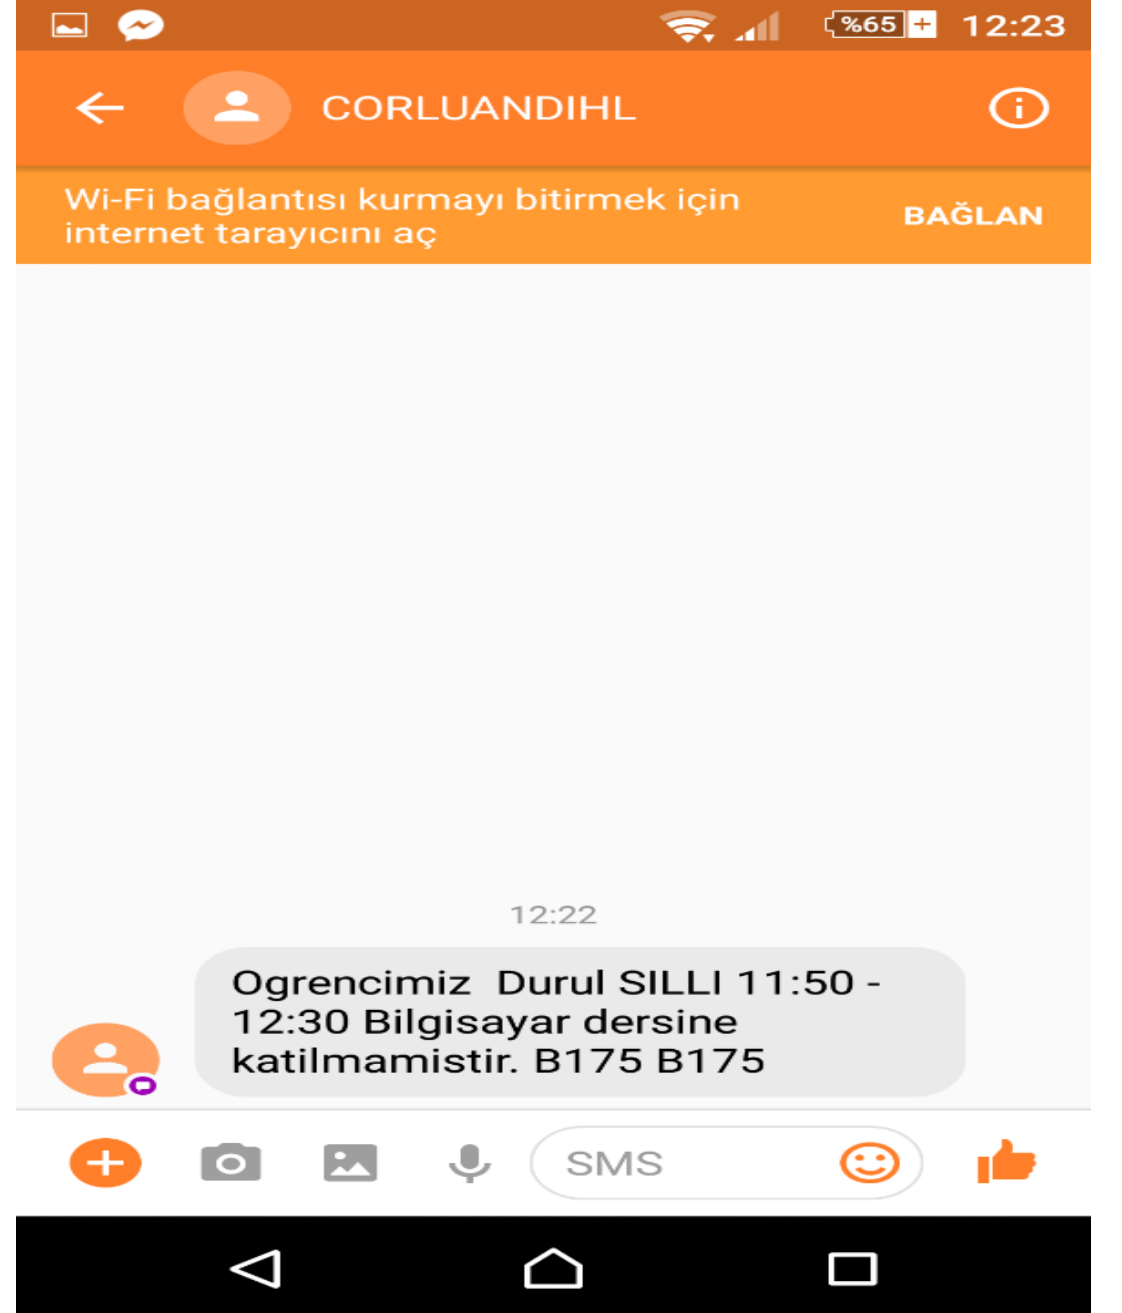 %65 12:23
CORLUANDIHL
Wi-Fi bağlantısı kurmayı bitirmek için
internet tarayıcını aç
BAĞLAN
12:22
Ogrencimiz  Durul SILLI 11:50 -
12:30 Bilgisayar dersine
katilmamistir. B175 B175
SMS